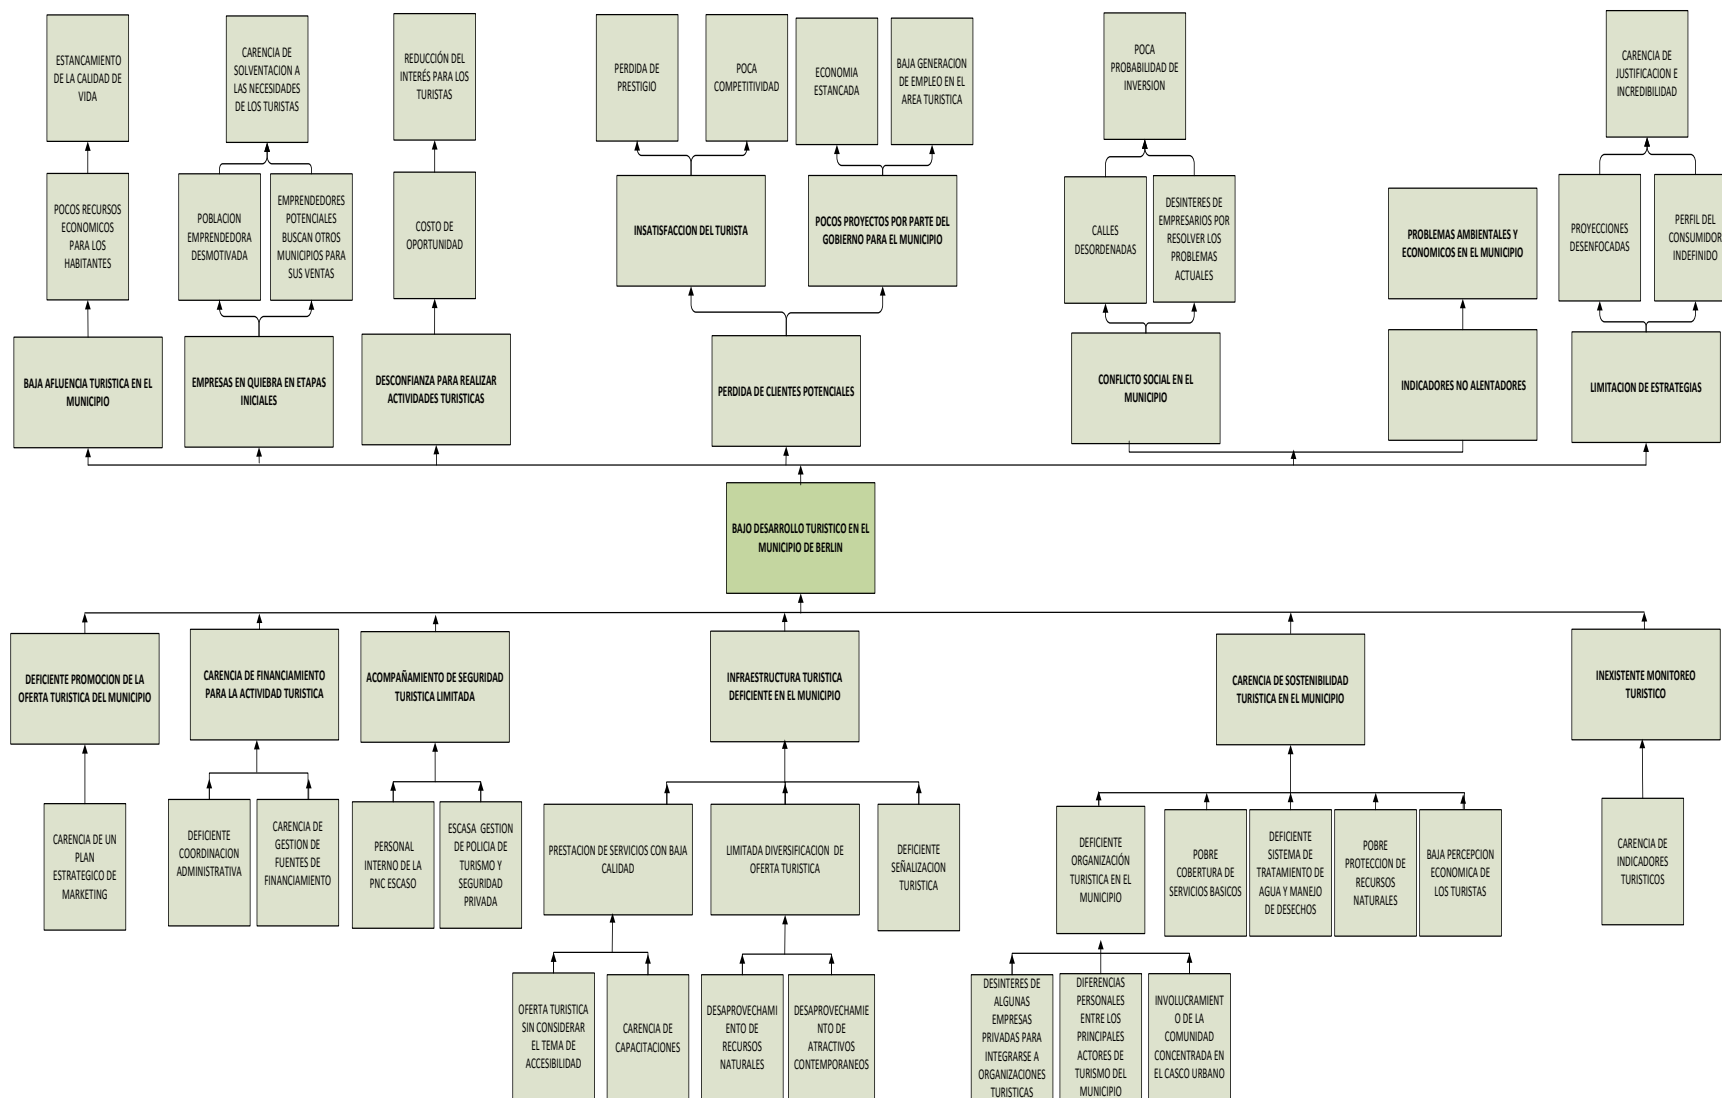 ESTANCAMIENTO
DE LA CALIDAD DE
VIDA
CARENCIA DE
SOLVENTACION A
LAS NECESIDADES
DE LOS TURISTAS
REDUCCIÓN DEL
INTERÉS PARA LOS
TURISTAS
PERDIDA DE
PRESTIGIO
POCA
COMPETITIVIDAD
ECONOMIA
ESTANCADA
BAJA GENERACION
DE EMPLEO EN EL
AREA TURISTICA
POCA
PROBABILIDAD DE
INVERSION
CARENCIA DE
JUSTIFICACION E
INCREDIBILIDAD
POCOS RECURSOS
ECONOMICOS
PARA LOS
HABITANTES
POBLACION
EMPRENDEDORA
DESMOTIVADA
EMPRENDEDORES
POTENCIALES
BUSCAN OTROS
MUNICIPIOS PARA
SUS VENTAS
COSTO DE
OPORTUNIDAD
INSATISFACCION DEL TURISTA
POCOS PROYECTOS POR PARTE DEL
GOBIERNO PARA EL MUNICIPIO
CALLES
DESORDENADAS
DESINTERES DE
EMPRESARIOS POR
RESOLVER LOS
PROBLEMAS
ACTUALES
PROBLEMAS AMBIENTALES Y
ECONOMICOS EN EL MUNICIPIO
PROYECCIONES
DESENFOCADAS
PERFIL DEL
CONSUMIDOR
INDEFINIDO
BAJA AFLUENCIA TURISTICA EN EL
MUNICIPIO
EMPRESAS EN QUIEBRA EN ETAPAS
INICIALES
DESCONFIANZA PARA REALIZAR
ACTIVIDADES TURISTICAS
PERDIDA DE CLIENTES POTENCIALES
CONFLICTO SOCIAL EN EL
MUNICIPIO
INDICADORES NO ALENTADORES
LIMITACION DE ESTRATEGIAS
BAJO DESARROLLO TURISTICO EN EL
MUNICIPIO DE BERLIN
DEFICIENTE PROMOCION DE LA
OFERTA TURISTICA DEL MUNICIPIO
CARENCIA DE FINANCIAMIENTO
PARA LA ACTIVIDAD TURISTICA
ACOMPAÑAMIENTO DE SEGURIDAD
TURISTICA LIMITADA
INFRAESTRUCTURA TURISTICA
DEFICIENTE EN EL MUNICIPIO
CARENCIA DE SOSTENIBILIDAD
TURISTICA EN EL MUNICIPIO
INEXISTENTE MONITOREO
TURISTICO
CARENCIA DE UN
PLAN
ESTRATEGICO DE
MARKETING
DEFICIENTE
COORDINACION
ADMINISTRATIVA
CARENCIA DE
GESTION DE
FUENTES DE
FINANCIAMIENTO
PERSONAL
INTERNO DE LA
PNC ESCASO
ESCASA GESTION
DE POLICIA DE
TURISMO Y
SEGURIDAD
PRIVADA
PRESTACION DE SERVICIOS CON BAJA
CALIDAD
LIMITADA DIVERSIFICACION DE
OFERTA TURISTICA
DEFICIENTE
SEÑALIZACION
TURISTICA
DEFICIENTE
ORGANIZACIÓN
TURISTICA EN EL
MUNICIPIO
POBRE
COBERTURA DE
SERVICIOS BASICOS
DEFICIENTE
SISTEMA DE
TRATAMIENTO DE
AGUA Y MANEJO
DE DESECHOS
POBRE
PROTECCION DE
RECURSOS
NATURALES
BAJA PERCEPCION
ECONOMICA DE
LOS TURISTAS
CARENCIA DE
INDICADORES
TURISTICOS
OFERTA TURISTICA
SIN CONSIDERAR
EL TEMA DE
ACCESIBILIDAD
CARENCIA DE
CAPACITACIONES
DESAPROVECHAMI
ENTO DE
RECURSOS
NATURALES
DESAPROVECHAMIE
NTO DE
ATRACTIVOS
CONTEMPORANEOS
DESINTERES DE
ALGUNAS
EMPRESAS
PRIVADAS PARA
INTEGRARSE A
ORGANIZACIONES
TURISTICAS
DIFERENCIAS
PERSONALES
ENTRE LOS
PRINCIPALES
ACTORES DE
TURISMO DEL
MUNICIPIO
INVOLUCRAMIENT
O DE LA
COMUNIDAD
CONCENTRADA EN
EL CASCO URBANO